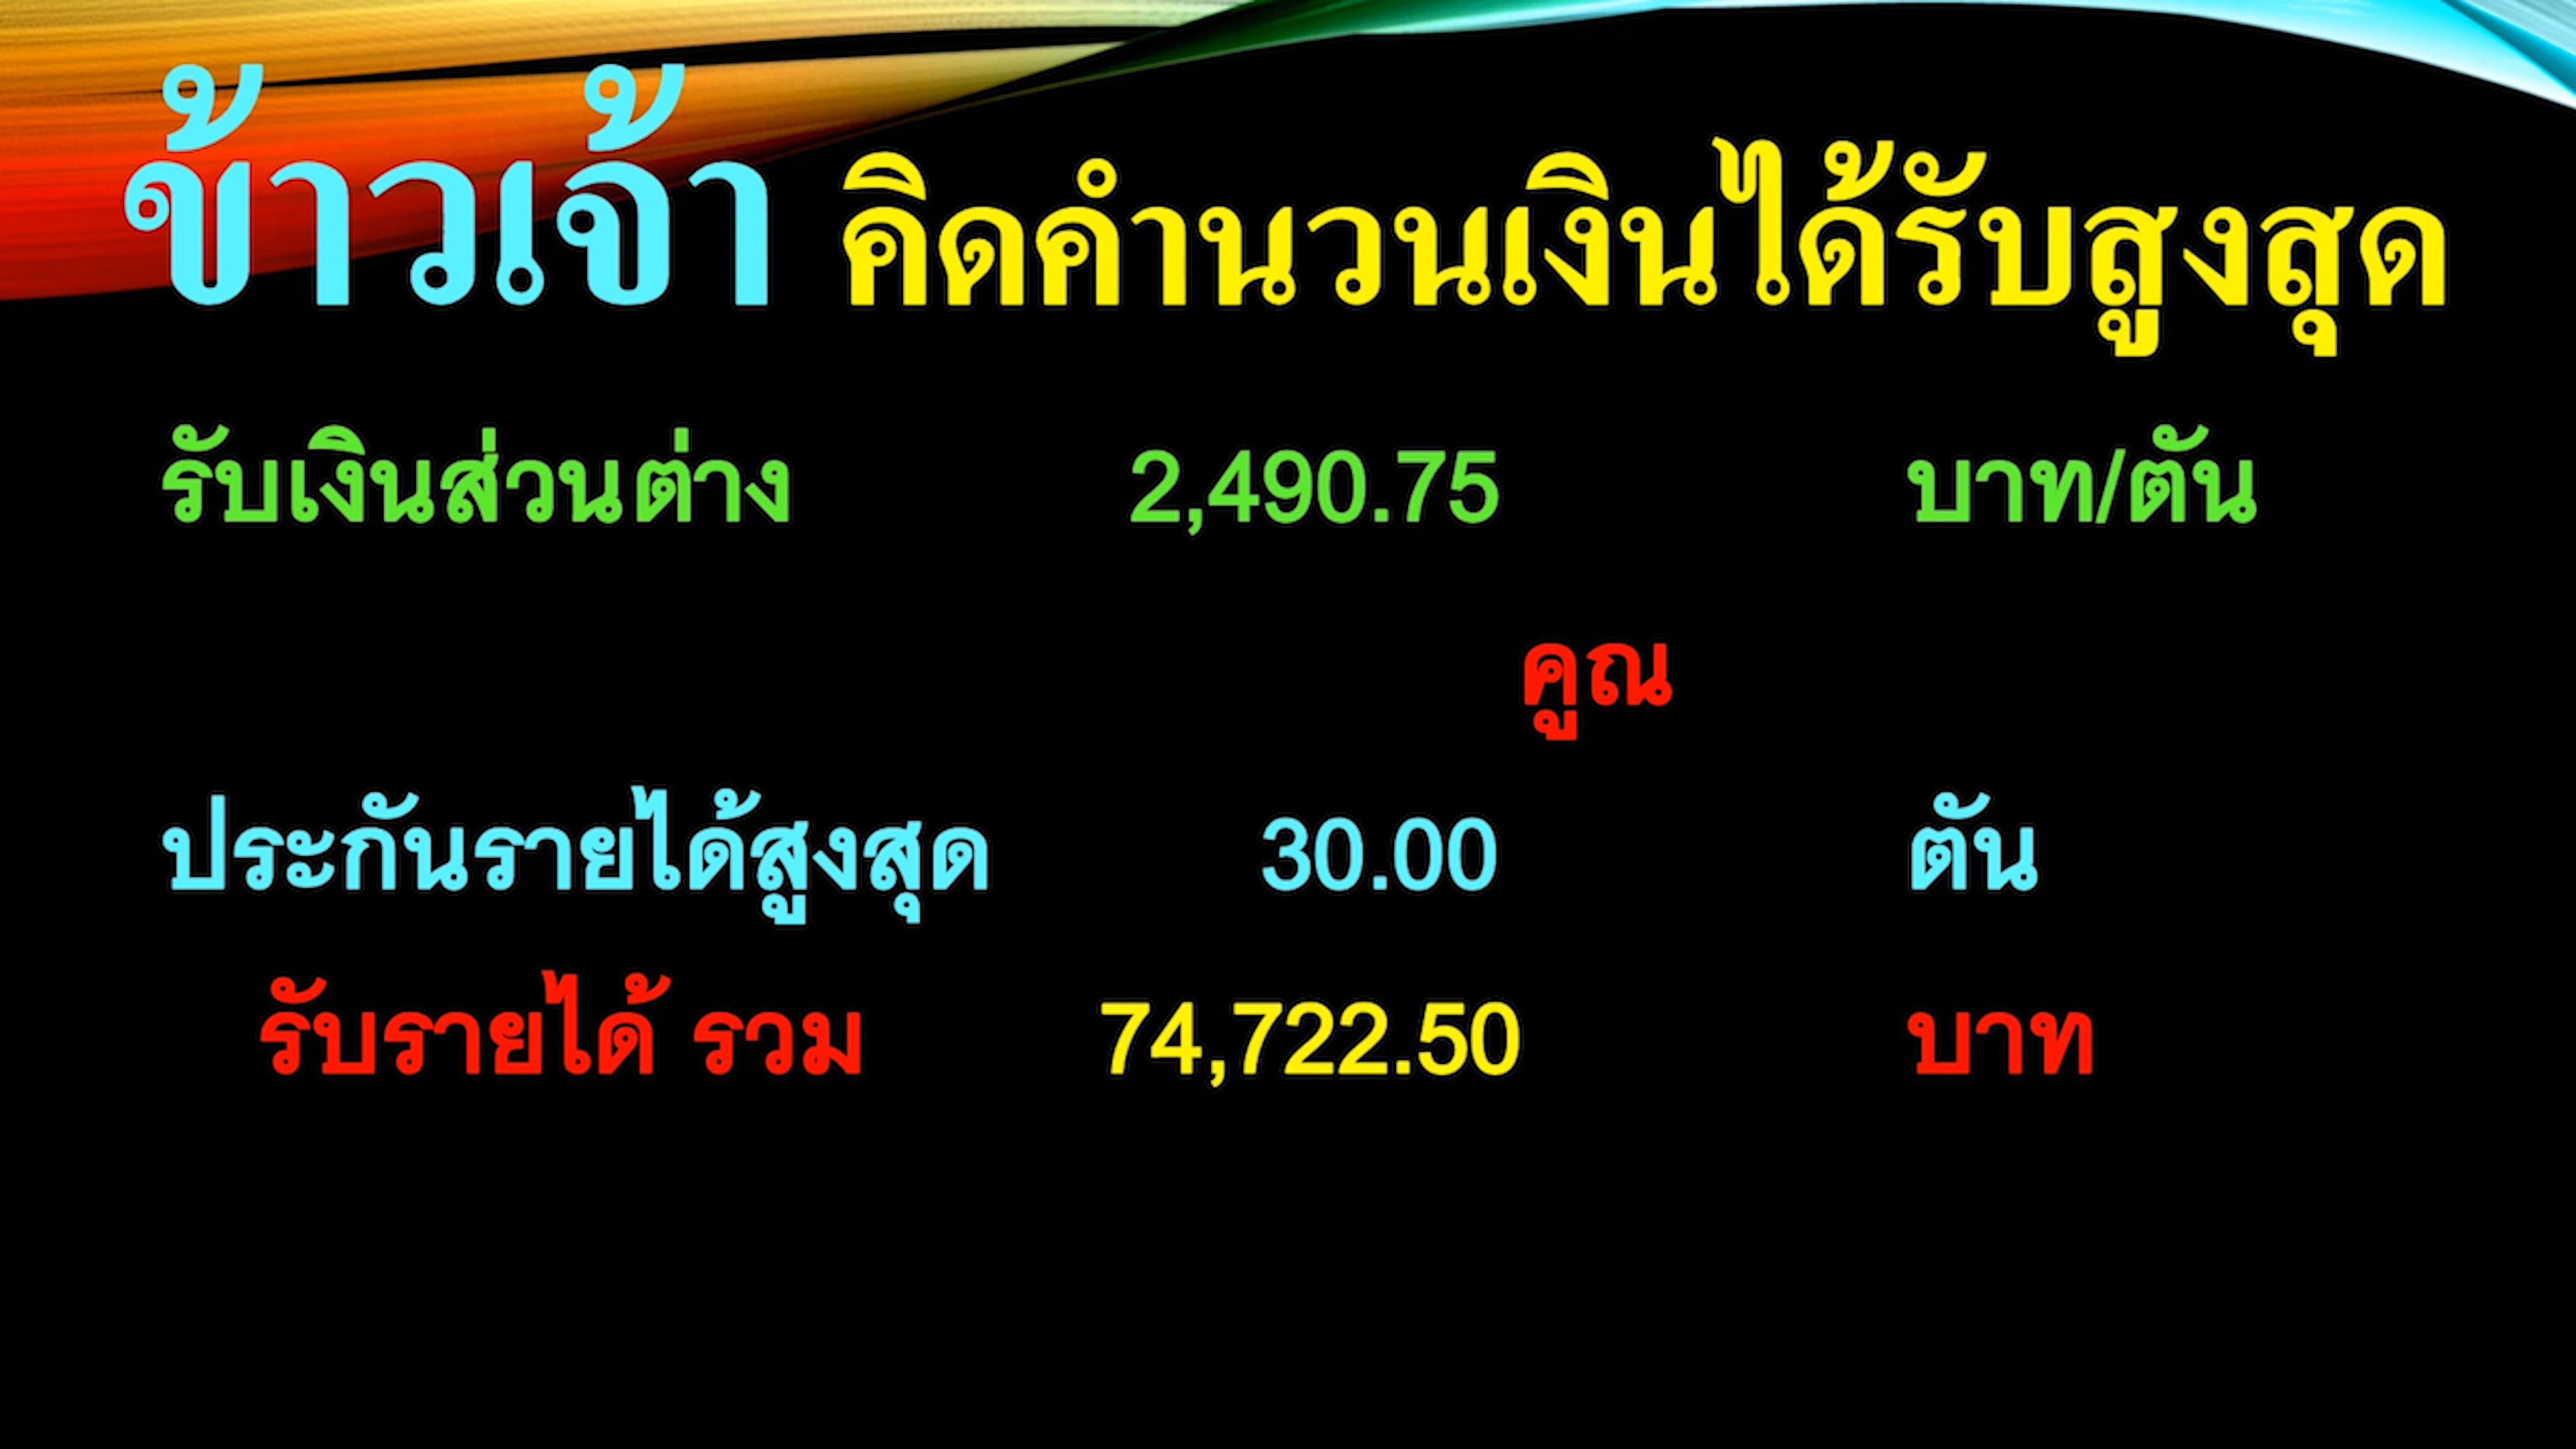 ข้าวเจ้า คิดคำนวนเงินได้รับสูงสุด
รับเงินส่วนต่าง 2,490.75 บาท/ตัน
คูณ
ประกันรายได้สูงสุด 30.00 ตัน
รับรายได้ รวม 74,722.50 บาท